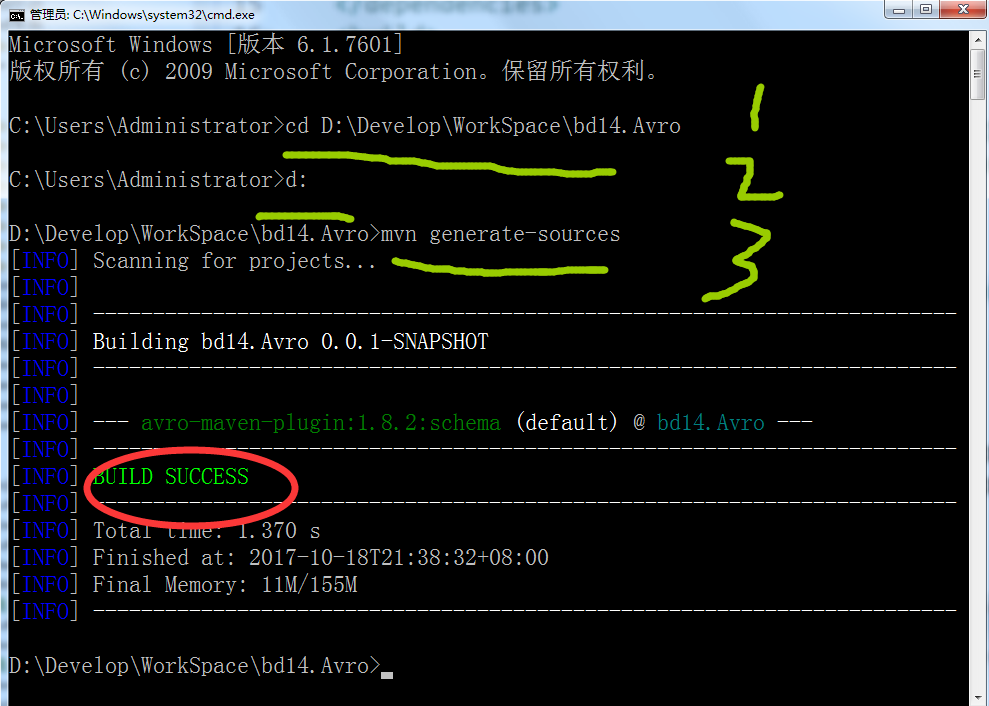 </dependencies>
管理员: C:\Windows\system32\cmd.exe
Microsoft Windows [版本 6.1.7601]
版权所有 (c) 2009 Microsoft Corporation。保留所有权利。
C:\Users\Administrator>cd D:\Develop\WorkSpace\bd14.Avro
1
C:\Users\Administrator>d:
2
D:\Develop\WorkSpace\bd14.Avro>mvn generate-sources
3
[INFO] Scanning for projects...
[INFO]
[INFO] ------------------------------------------------------------------------
[INFO] Building bd14.Avro 0.0.1-SNAPSHOT
[INFO] ------------------------------------------------------------------------
[INFO]
[INFO] --- avro-maven-plugin:1.8.2:schema (default) @ bd14.Avro ---
[INFO] ------------------------------------------------------------------------
[INFO] BUILD SUCCESS
[INFO] ------------------------------------------------------------------------
[INFO] Total time: 1.370 s
[INFO] Finished at: 2017-10-18T21:38:32+08:00
[INFO] Final Memory: 11M/155M
[INFO] ------------------------------------------------------------------------
D:\Develop\WorkSpace\bd14.Avro>